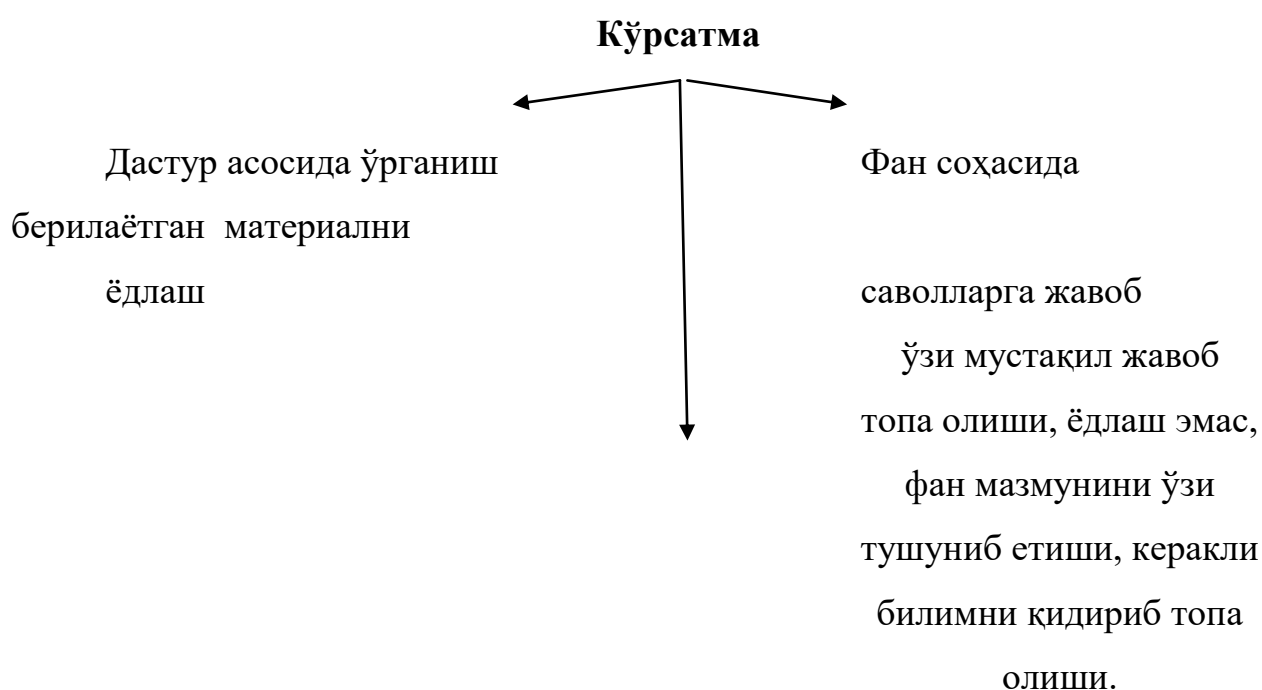 Кўрсатма
Дастур асосида ўрганиш
берилаётган материални
ёдлаш
Фан соҳасида
саволларга жавоб
ўзи мустақил жавоб
топа олиши, ёдлаш эмас,
фан мазмунини ўзи
тушуниб етиши, керакли
билимни қидириб топа
олиши.